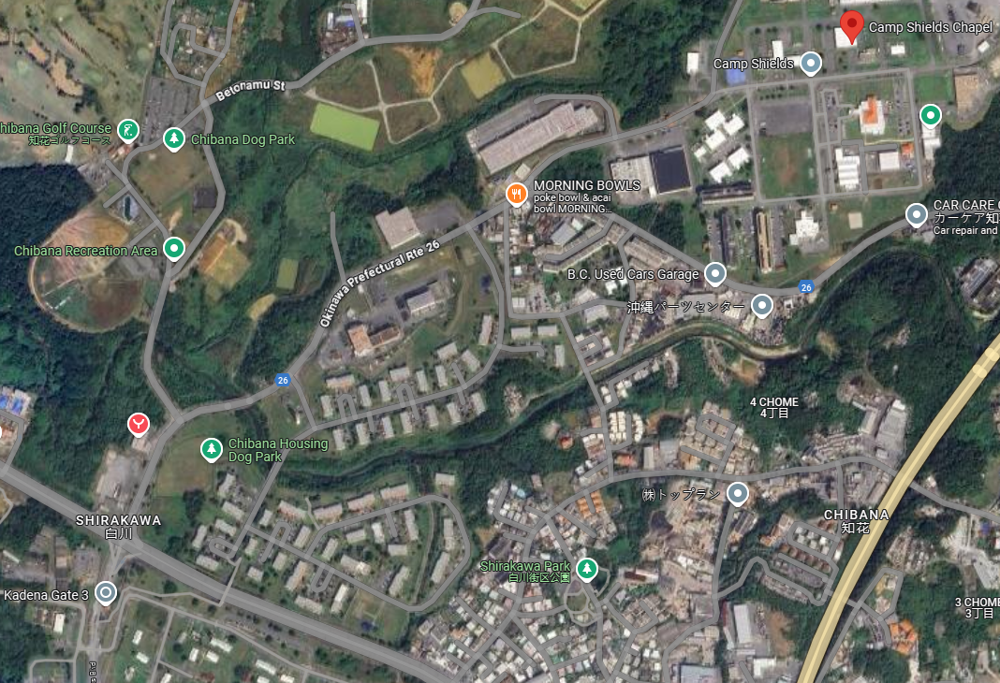 Camp Shields Chapel
Camp Shields
Betonamu St
hibana Golf Course
知花ゴルフコース
Chibana Dog Park
MORNING BOWLS
poke bowl & acai
bowl MORNING...
CAR CARE
カーケア知
Car repair and
Chibana Recreation Area
Okinawa Prefectural Rte 26
B.C. Used Cars Garage
26
沖縄パーツセンター
26
4 CHOME
4丁目
Chibana Housing
Dog Park
㈱トップラン
SHIRAKAWA
白川
CHIBANA
知花
Shirakawa Park
白川街区公園
Kadena Gate 3
3 CHOME
3丁目